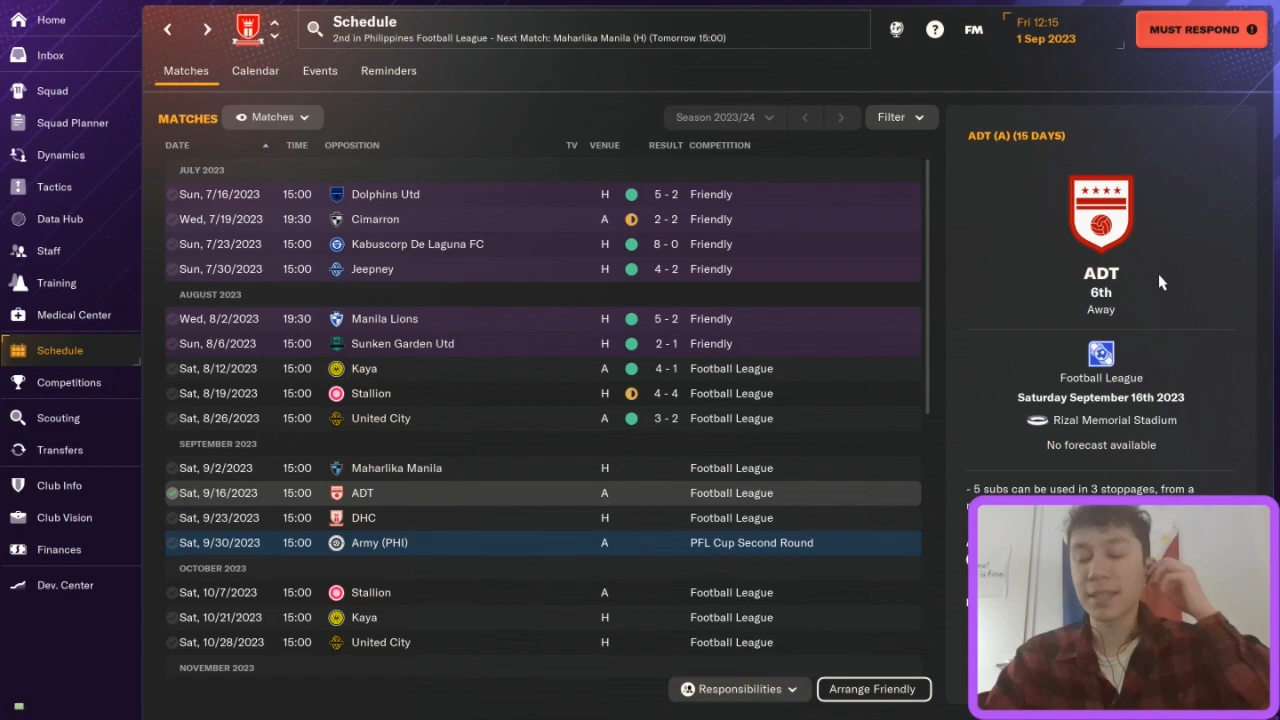 Home
Inbox
Squad
Squad Planner
Dynamics
Tactics
Data Hub
Staff
Training
Medical Center
Schedule
Competitions
Scouting
Transfers
Club Info
Club Vision
Finances
Dev. Center
Schedule
2nd in Philippines Football League - Next Match: Maharlika Manila (H) (Tomorrow 15:00)
? FM
Fri 12:15
1 Sep 2023
MUST RESPOND
Matches Calendar Events Reminders
MATCHES Matches Season 2023/24 Filter
DATE TIME OPPOSITION TV VENUE RESULT COMPETITION
JULY 2023
Sun, 7/16/2023 15:00 Dolphins Utd H 5 - 2 Friendly
Wed, 7/19/2023 19:30 Cimarron A 2 - 2 Friendly
Sun, 7/23/2023 15:00 Kabuscorp De Laguna FC H 8 - 0 Friendly
Sun, 7/30/2023 15:00 Jeepney H 4 - 2 Friendly
AUGUST 2023
Wed, 8/2/2023 19:30 Manila Lions H 5 - 2 Friendly
Sun, 8/6/2023 15:00 Sunken Garden Utd H 2 - 1 Friendly
Sat, 8/12/2023 15:00 Kaya A 4 - 1 Football League
Sat, 8/19/2023 15:00 Stallion H 4 - 4 Football League
Sat, 8/26/2023 15:00 United City A 3 - 2 Football League
SEPTEMBER 2023
Sat, 9/2/2023 15:00 Maharlika Manila H Football League
Sat, 9/16/2023 15:00 ADT A Football League
Sat, 9/23/2023 15:00 DHC H Football League
Sat, 9/30/2023 15:00 Army (PHI) A PFL Cup Second Round
OCTOBER 2023
Sat, 10/7/2023 15:00 Stallion A Football League
Sat, 10/21/2023 15:00 Kaya H Football League
Sat, 10/28/2023 15:00 United City H Football League
NOVEMBER 2023
Responsibilities Arrange Friendly
ADT (A) (15 DAYS)
ADT
6th
Away
Football League
Saturday September 16th 2023
Rizal Memorial Stadium
No forecast available
- 5 subs can be used in 3 stoppages, from a
is Fine.